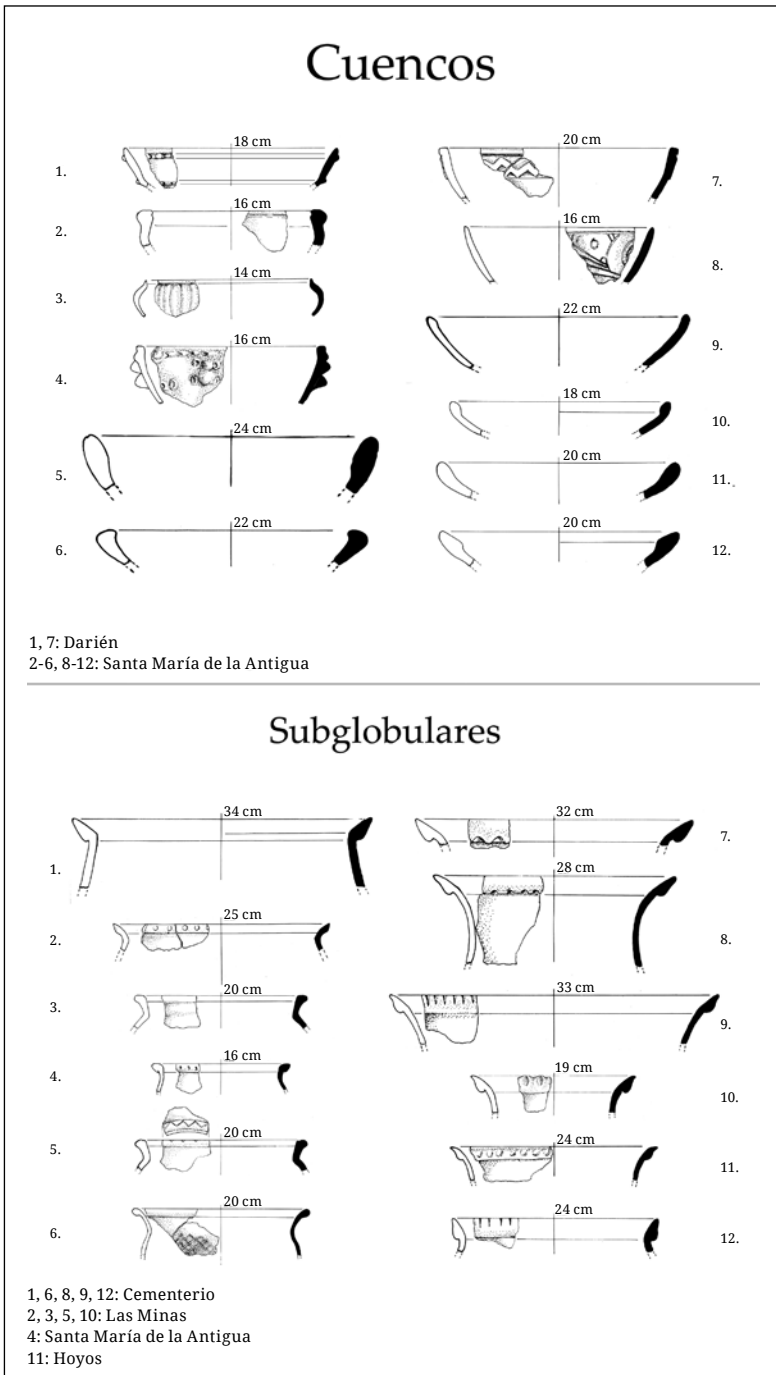 Cuencos
18 cm
1.
16 cm
2.
14 cm
3.
16 cm
4.
24 cm
5.
22 cm
6.
20 cm
7.
16 cm
8.
22 cm
9.
18 cm
10.
20 cm
11.
20 cm
12.
1, 7: Darién
2-6, 8-12: Santa María de la Antigua
Subglobulares
34 cm
1.
25 cm
2.
20 cm
3.
16 cm
4.
20 cm
5.
20 cm
6.
32 cm
7.
28 cm
8.
33 cm
9.
19 cm
10.
24 cm
11.
24 cm
12.
1, 6, 8, 9, 12: Cementerio
2, 3, 5, 10: Las Minas
4: Santa María de la Antigua
11: Hoyos